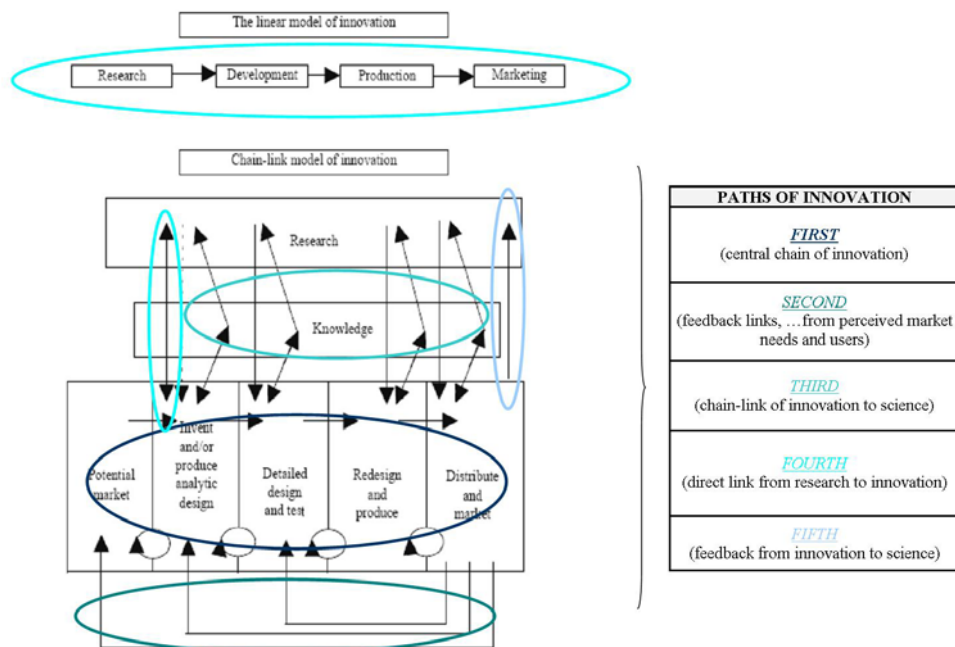 The linear model of innovation
Research
Development
Production
Marketing
Chain-link model of innovation
Research
Knowledge
Potential
market
Invent
and/or
produce
analytic
design
Detailed
design
and test
Redesign
and
produce
Distribute
and
market
PATHS OF INNOVATION
FIRST
(central chain of innovation)
SECOND
(feedback links, …from perceived market
needs and users)
THIRD
(chain-link of innovation to science)
FOURTH
(direct link from research to innovation)
FIFTH
(feedback from innovation to science)